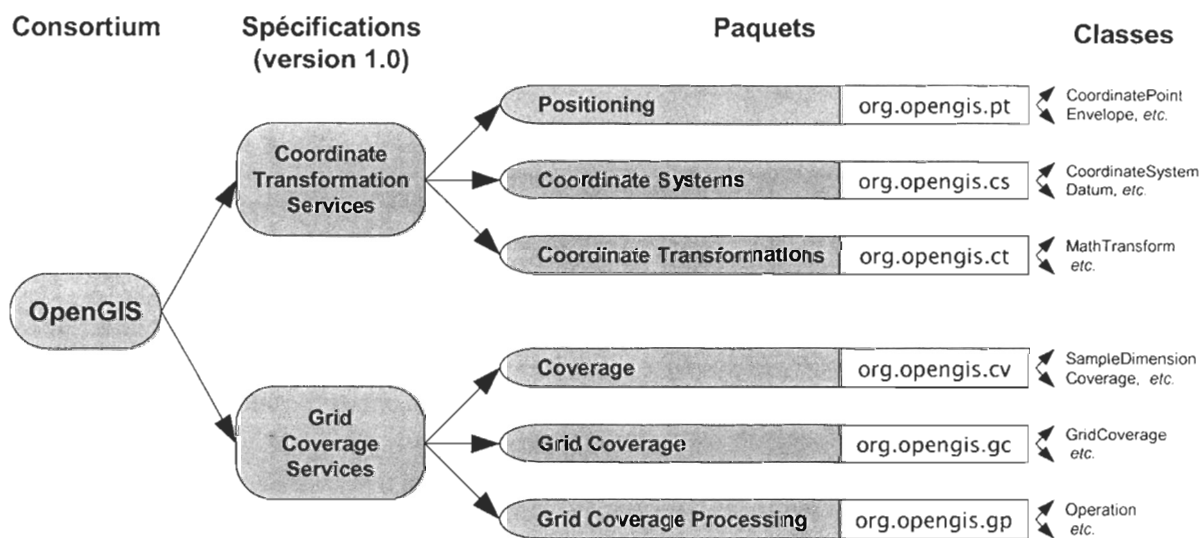 Consortium
Spécifications
(version 1.0)
Paquets
Classes
OpenGIS
Coordinate
Transformation
Services
Positioning
org.opengis.pt
CoordinatePoint
Envelope, etc.
Coordinate Systems
org.opengis.cs
CoordinateSystem
Datum, etc.
Coordinate Transformations
org.opengis.ct
MathTransform
etc.
Grid
Coverage
Services
Coverage
org.opengis.cv
SampleDimension
Coverage, etc.
Grid Coverage
org.opengis.gc
GridCoverage
etc.
Grid Coverage Processing
org.opengis.gp
Operation
etc.